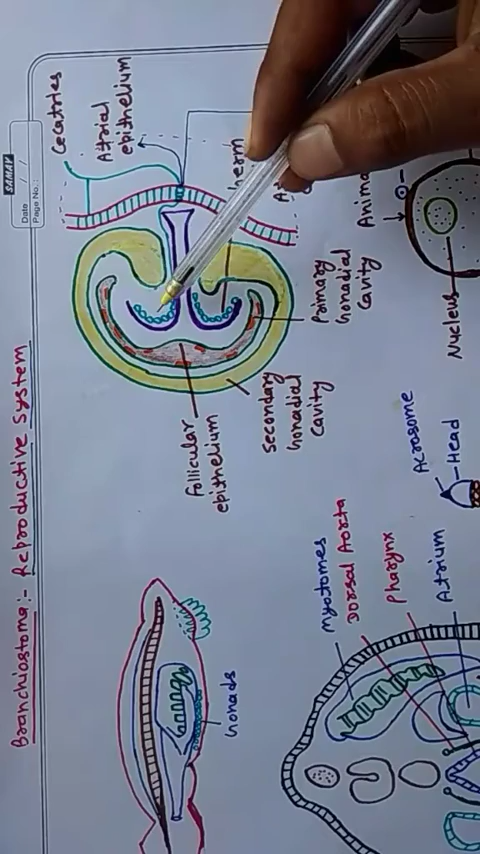 SAMAY
Date
Page No.:
Branchiostoma:- Reproductive System
Cecatrics
Atrial
epithelium
Primary
Gonadial
Cavity
Secondary
Gonadial
Cavity
follicular
epithelium
Gonads
Nucleus
Acrosome
Head
Myotomes
Dorsal Aorta
Pharynx
Atrium